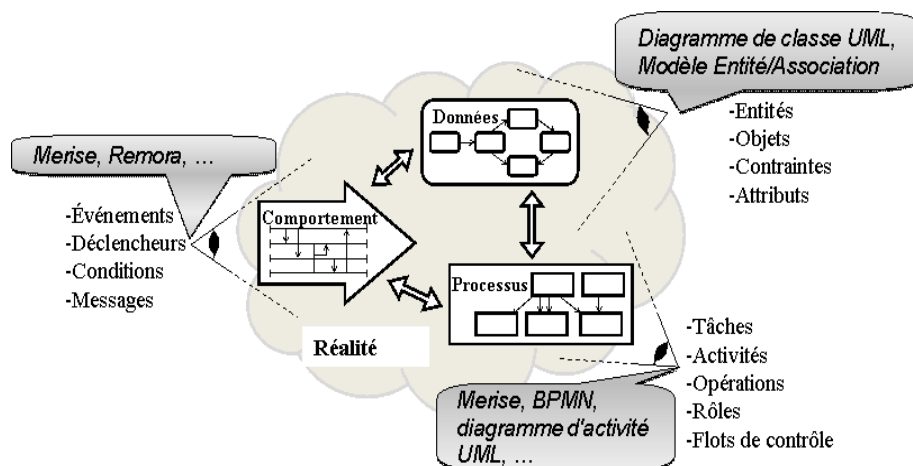 Diagramme de classe UML,
Modèle Entité/Association
-Entités
-Objets
-Contraintes
-Attributs
Données
Merise, Remora, …
-Événements
-Déclencheurs
-Conditions
-Messages
Comportement
Processus
Réalité
-Tâches
-Activités
-Opérations
-Rôles
-Flots de contrôle
Merise, BPMN,
diagramme d'activité
UML, …